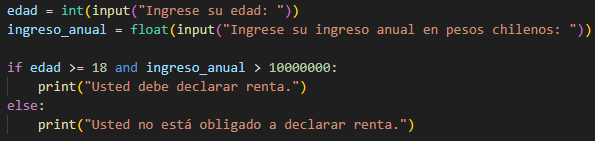 edad = int(input("Ingrese su edad: "))
ingreso_anual = float(input("Ingrese su ingreso anual en pesos chilenos: "))
if edad >= 18 and ingreso_anual > 10000000:
    print("Usted debe declarar renta.")
else:
    print("Usted no está obligado a declarar renta.")